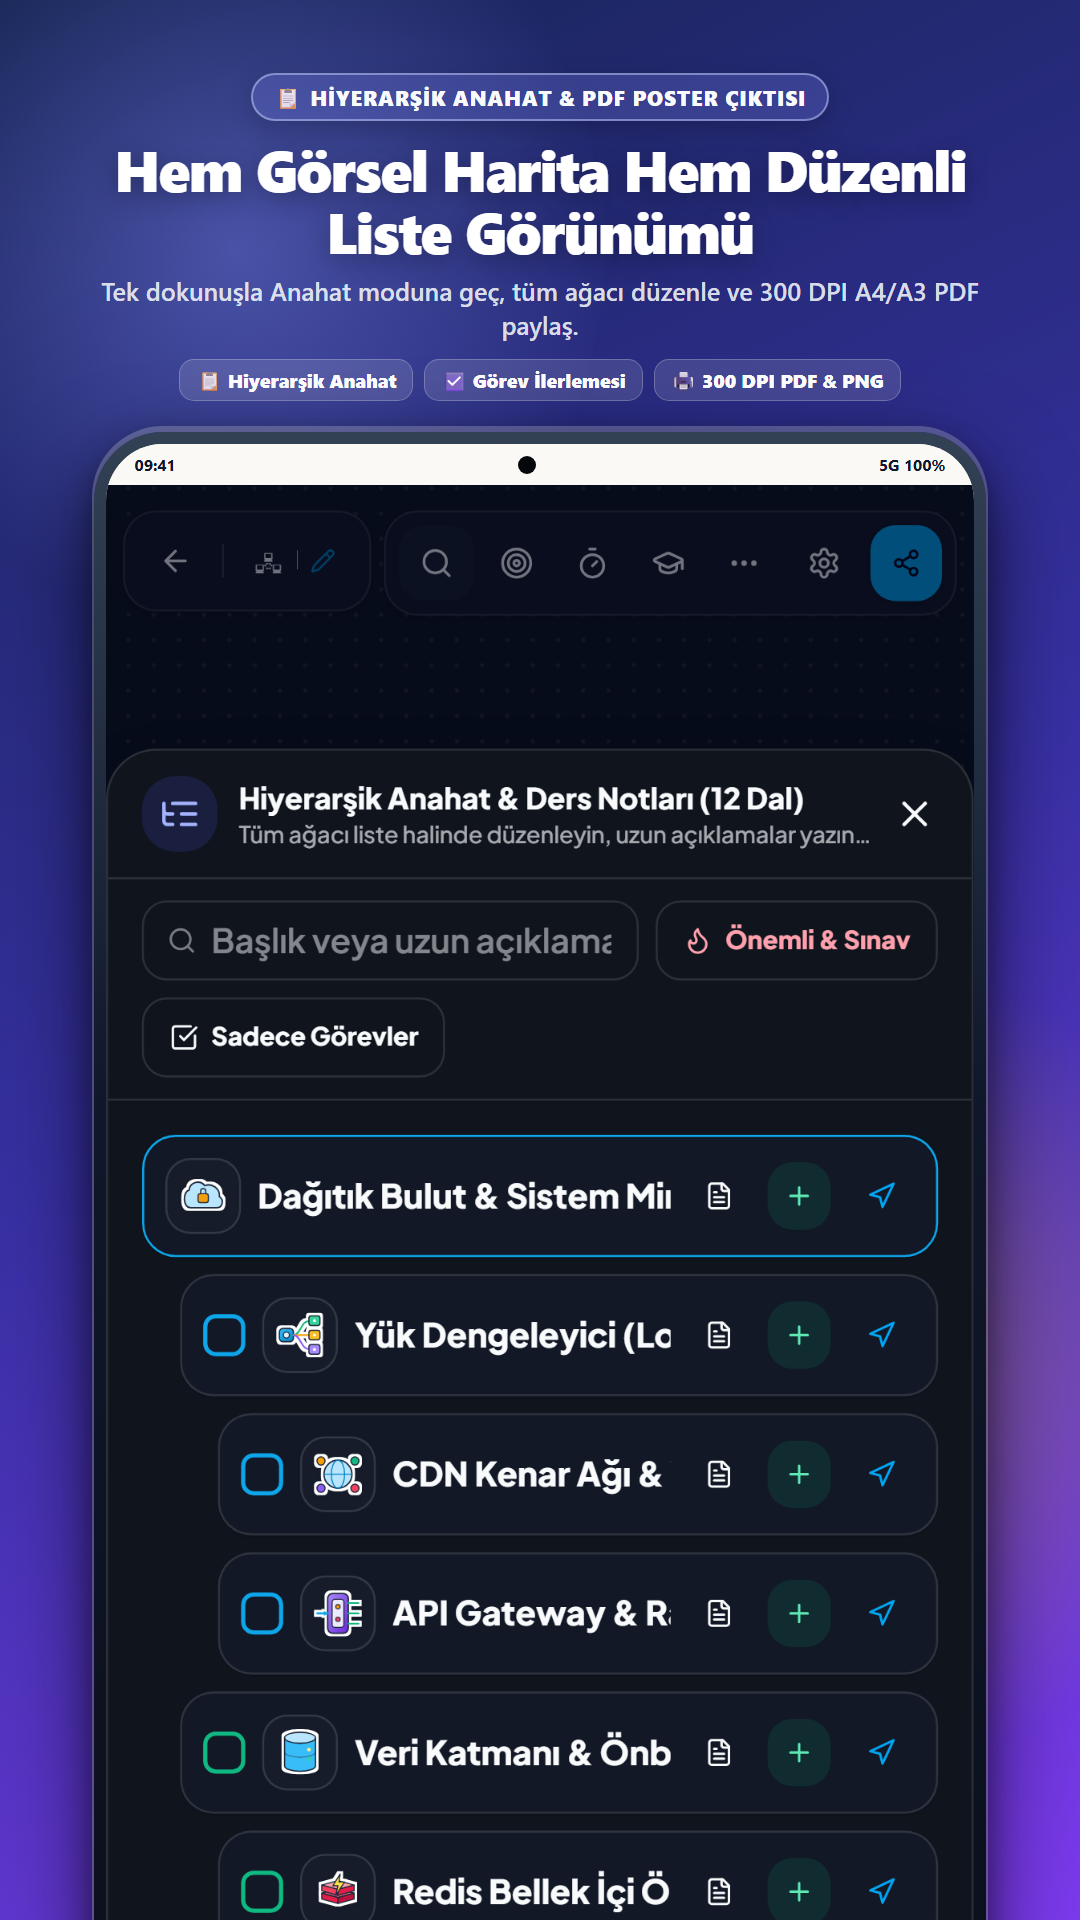 HİYERARŞİK ANAHAT & PDF POSTER ÇIKTISI
Hem Görsel Harita Hem Düzenli
Liste Görünümü
Tek dokunuşla Anahat moduna geç, tüm ağacı düzenle ve 300 DPI A4/A3 PDF
paylaş.
Hiyerarşik Anahat
Görev İlerlemesi
300 DPI PDF & PNG
09:41
5G 100%
Hiyerarşik Anahat & Ders Notları (12 Dal)
Tüm ağacı liste halinde düzenleyin, uzun açıklamalar yazın...
Başlık veya uzun açıklama
Önemli & Sınav
Sadece Görevler
Dağıtık Bulut & Sistem
Yük Dengeleyici (Lo
CDN Kenar Ağı &
API Gateway &
Veri Katmanı & Önb
Redis Bellek İçi Ö